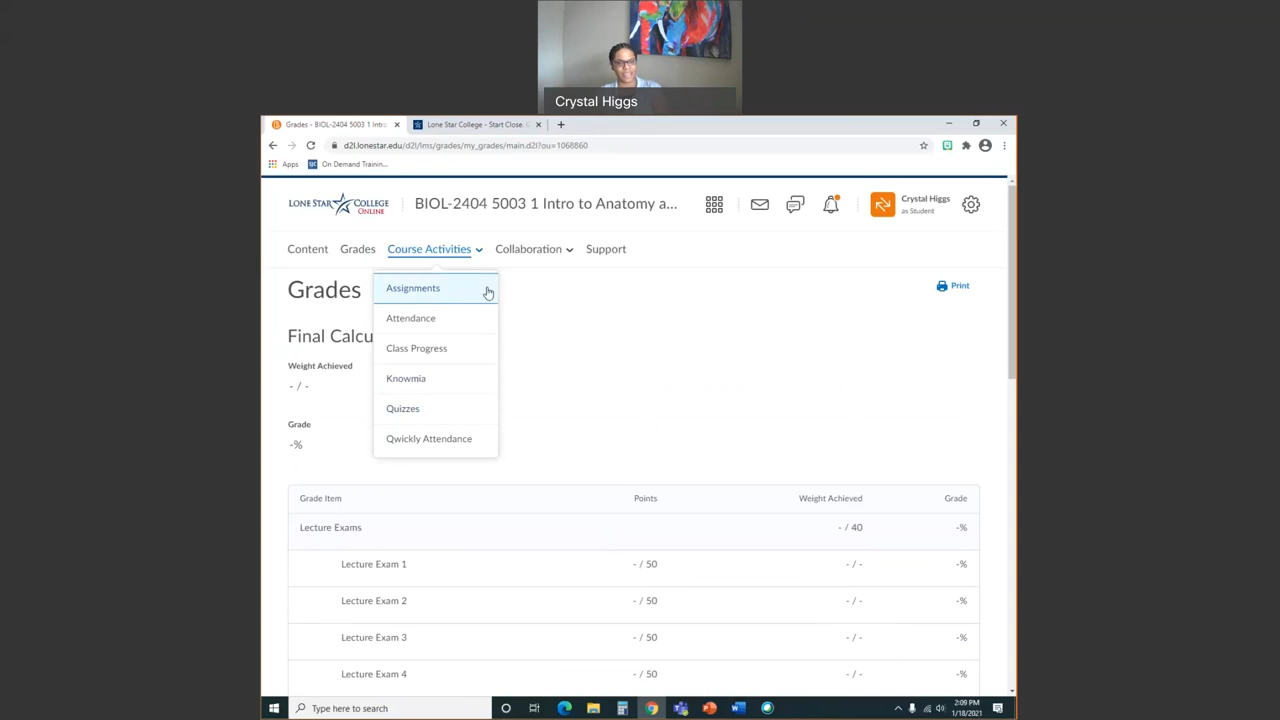 Crystal Higgs
Grades - BIOL-2404 5003 1 Intro
Lone Star College - Start Close.
d2l.lonestar.edu/d2l/lms/grades/my_grades/main.d2l?ou=1068860
Apps
On Demand Trainin...
LONE STAR COLLEGE
ONLINE
BIOL-2404 5003 1 Intro to Anatomy a...
Crystal Higgs
as Student
Content Grades Course Activities Collaboration Support
Grades
Print
Assignments
Attendance
Class Progress
Knowmia
Quizzes
Qwickly Attendance
Final Calcu
Weight Achieved
- / -
Grade
-%
Grade Item Points Weight Achieved Grade
Lecture Exams - / 40 -%
Lecture Exam 1 - / 50 - / - -%
Lecture Exam 2 - / 50 - / - -%
Lecture Exam 3 - / 50 - / - -%
Lecture Exam 4 - / 50 - / - -%
Type here to search
2:09 PM
1/18/2021